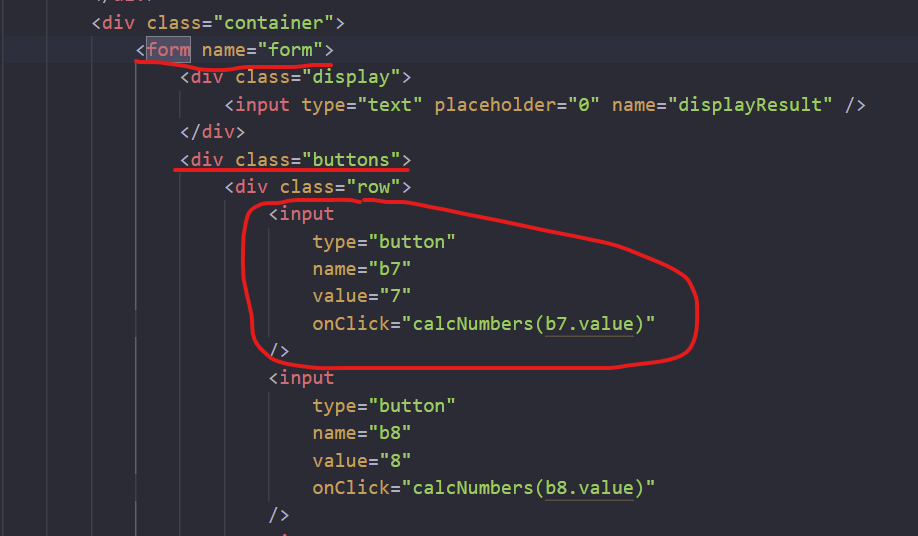 <div class="container">
<form name="form">
<div class="display">
<input type="text" placeholder="0" name="displayResult" />
</div>
<div class="buttons">
<div class="row">
<input
type="button"
name="b7"
value="7"
onClick="calcNumbers(b7.value)"
/>
<input
type="button"
name="b8"
value="8"
onClick="calcNumbers(b8.value)"
/>